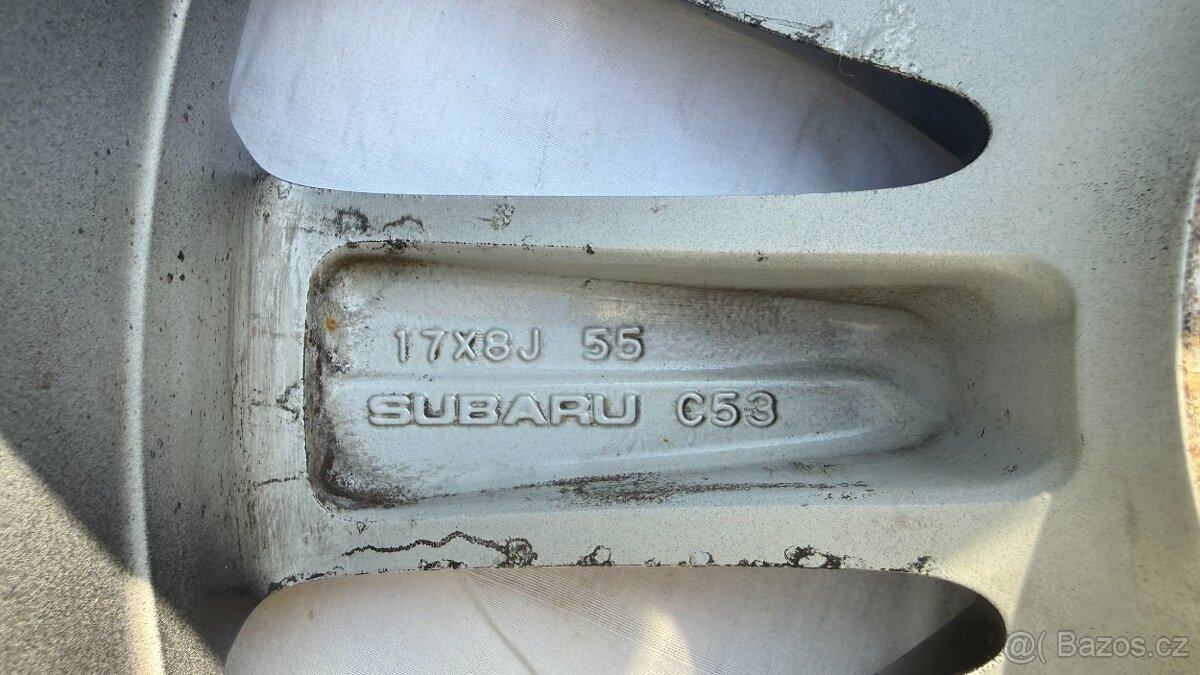 17X8J 55
SUBARU C53
@( Bazos.cz